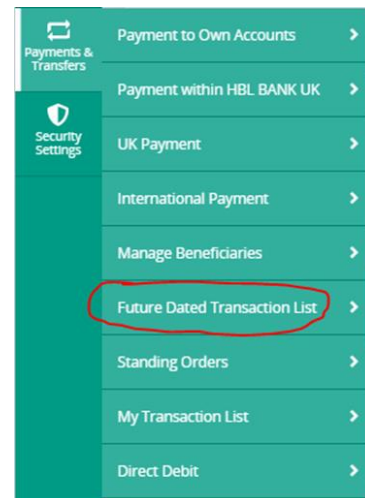 Payments &
Transfers
Security
Settings
Payment to Own Accounts
Payment within HBL BANK UK
UK Payment
International Payment
Manage Beneficiaries
Future Dated Transaction List
Standing Orders
My Transaction List
Direct Debit